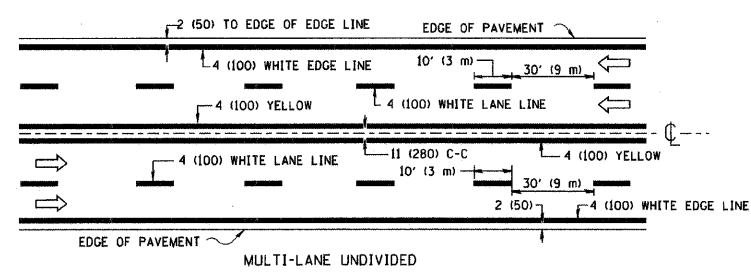 2 (50) TO EDGE OF EDGE LINE
EDGE OF PAVEMENT
4 (100) WHITE EDGE LINE
10' (3 m)
30' (9 m)
4 (100) YELLOW
4 (100) WHITE LANE LINE
CL
4 (100) WHITE LANE LINE
11 (280) C-C
4 (100) YELLOW
10' (3 m)
30' (9 m)
2 (50)
4 (100) WHITE EDGE LINE
EDGE OF PAVEMENT
MULTI-LANE UNDIVIDED